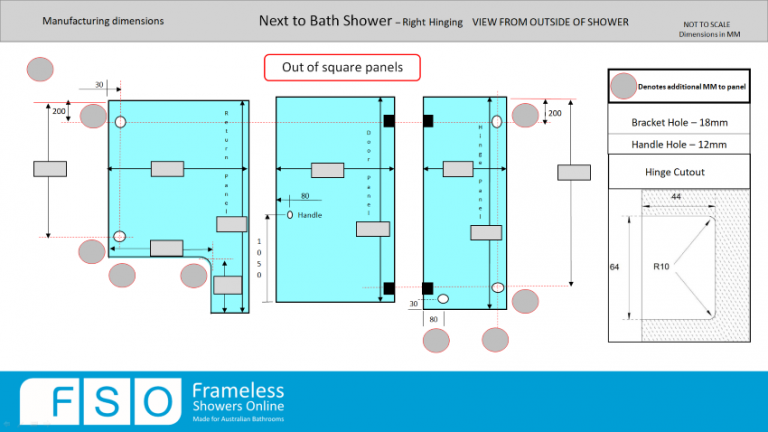 Manufacturing dimensions
Next to Bath Shower – Right Hinging VIEW FROM OUTSIDE OF SHOWER
NOT TO SCALE
Dimensions in MM
Out of square panels
30
200
Return Panel
Door Panel
80
Handle
1050
Hinge Panel
200
30
80
Denotes additional MM to panel
Bracket Hole – 18mm
Handle Hole – 12mm
Hinge Cutout
44
64
R10
FSO
Frameless
Showers Online
Made for Australian Bathrooms